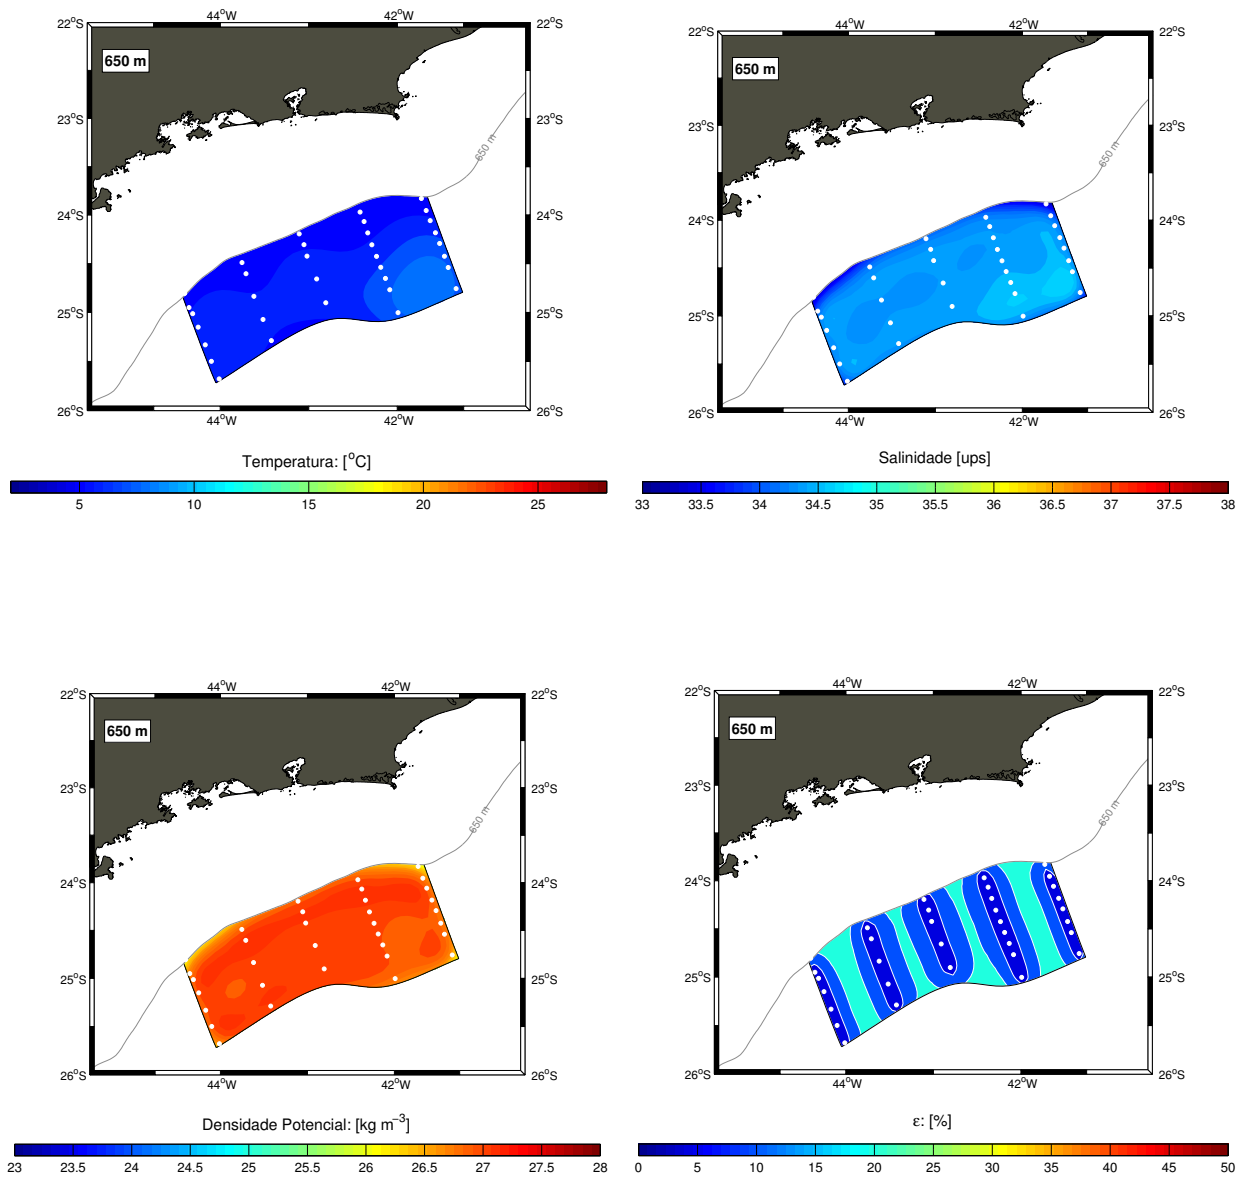 44°W 42°W
22°S 22°S
650 m
23°S 23°S
650 m
24°S 24°S
25°S 25°S
26°S 26°S
44°W 42°W
Temperatura: [°C]
5 10 15 20 25
44°W 42°W
22°S 22°S
650 m
23°S 23°S
650 m
24°S 24°S
25°S 25°S
26°S 26°S
44°W 42°W
Salinidade [ups]
33 33.5 34 34.5 35 35.5 36 36.5 37 37.5 38
44°W 42°W
22°S 22°S
650 m
23°S 23°S
650 m
24°S 24°S
25°S 25°S
26°S 26°S
44°W 42°W
Densidade Potencial: [kg m⁻³]
23 23.5 24 24.5 25 25.5 26 26.5 27 27.5 28
44°W 42°W
22°S 22°S
650 m
23°S 23°S
650 m
24°S 24°S
25°S 25°S
26°S 26°S
44°W 42°W
ε: [%]
0 5 10 15 20 25 30 35 40 45 50